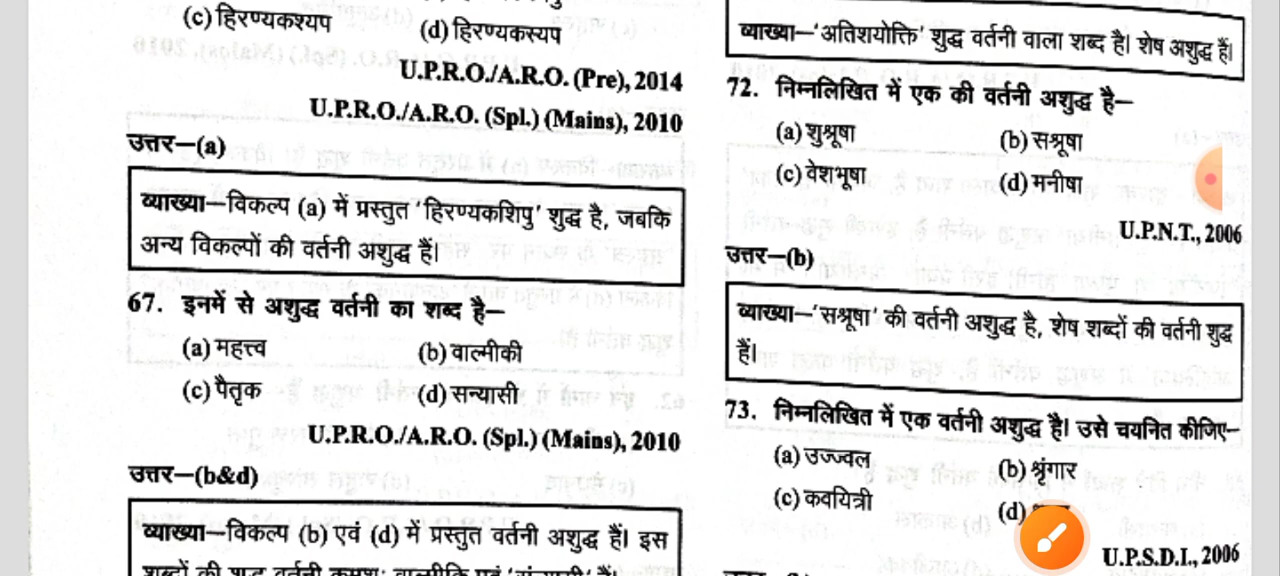 (c) हिरण्यकश्यप (d) हिरण्यकस्यप
U.P.R.O./A.R.O. (Pre), 2014
U.P.R.O./A.R.O. (Spl.) (Mains), 2010
उत्तर—(a)
व्याख्या—विकल्प (a) में प्रस्तुत 'हिरण्यकशिपु' शुद्ध है, जबकि
अन्य विकल्पों की वर्तनी अशुद्ध हैं।
67. इनमें से अशुद्ध वर्तनी का शब्द है—
(a) महत्त्व (b) वाल्मीकी
(c) पैतृक (d) सन्यासी
U.P.R.O./A.R.O. (Spl.) (Mains), 2010
उत्तर—(b&d)
व्याख्या—विकल्प (b) एवं (d) में प्रस्तुत वर्तनी अशुद्ध हैं। इस
व्याख्या—'अतिशयोक्ति' शुद्ध वर्तनी वाला शब्द है। शेष अशुद्ध हैं।
72. निम्नलिखित में एक की वर्तनी अशुद्ध है—
(a) शुश्रूषा (b) सश्रूषा
(c) वेशभूषा (d) मनीषा
U.P.N.T., 2006
उत्तर—(b)
व्याख्या—'सश्रूषा' की वर्तनी अशुद्ध है, शेष शब्दों की वर्तनी शुद्ध
हैं।
73. निम्नलिखित में एक वर्तनी अशुद्ध है। उसे चयनित कीजिए—
(a) उज्ज्वल (b) श्रृंगार
(c) कवयित्री (d)
U.P.S.D.I., 2006